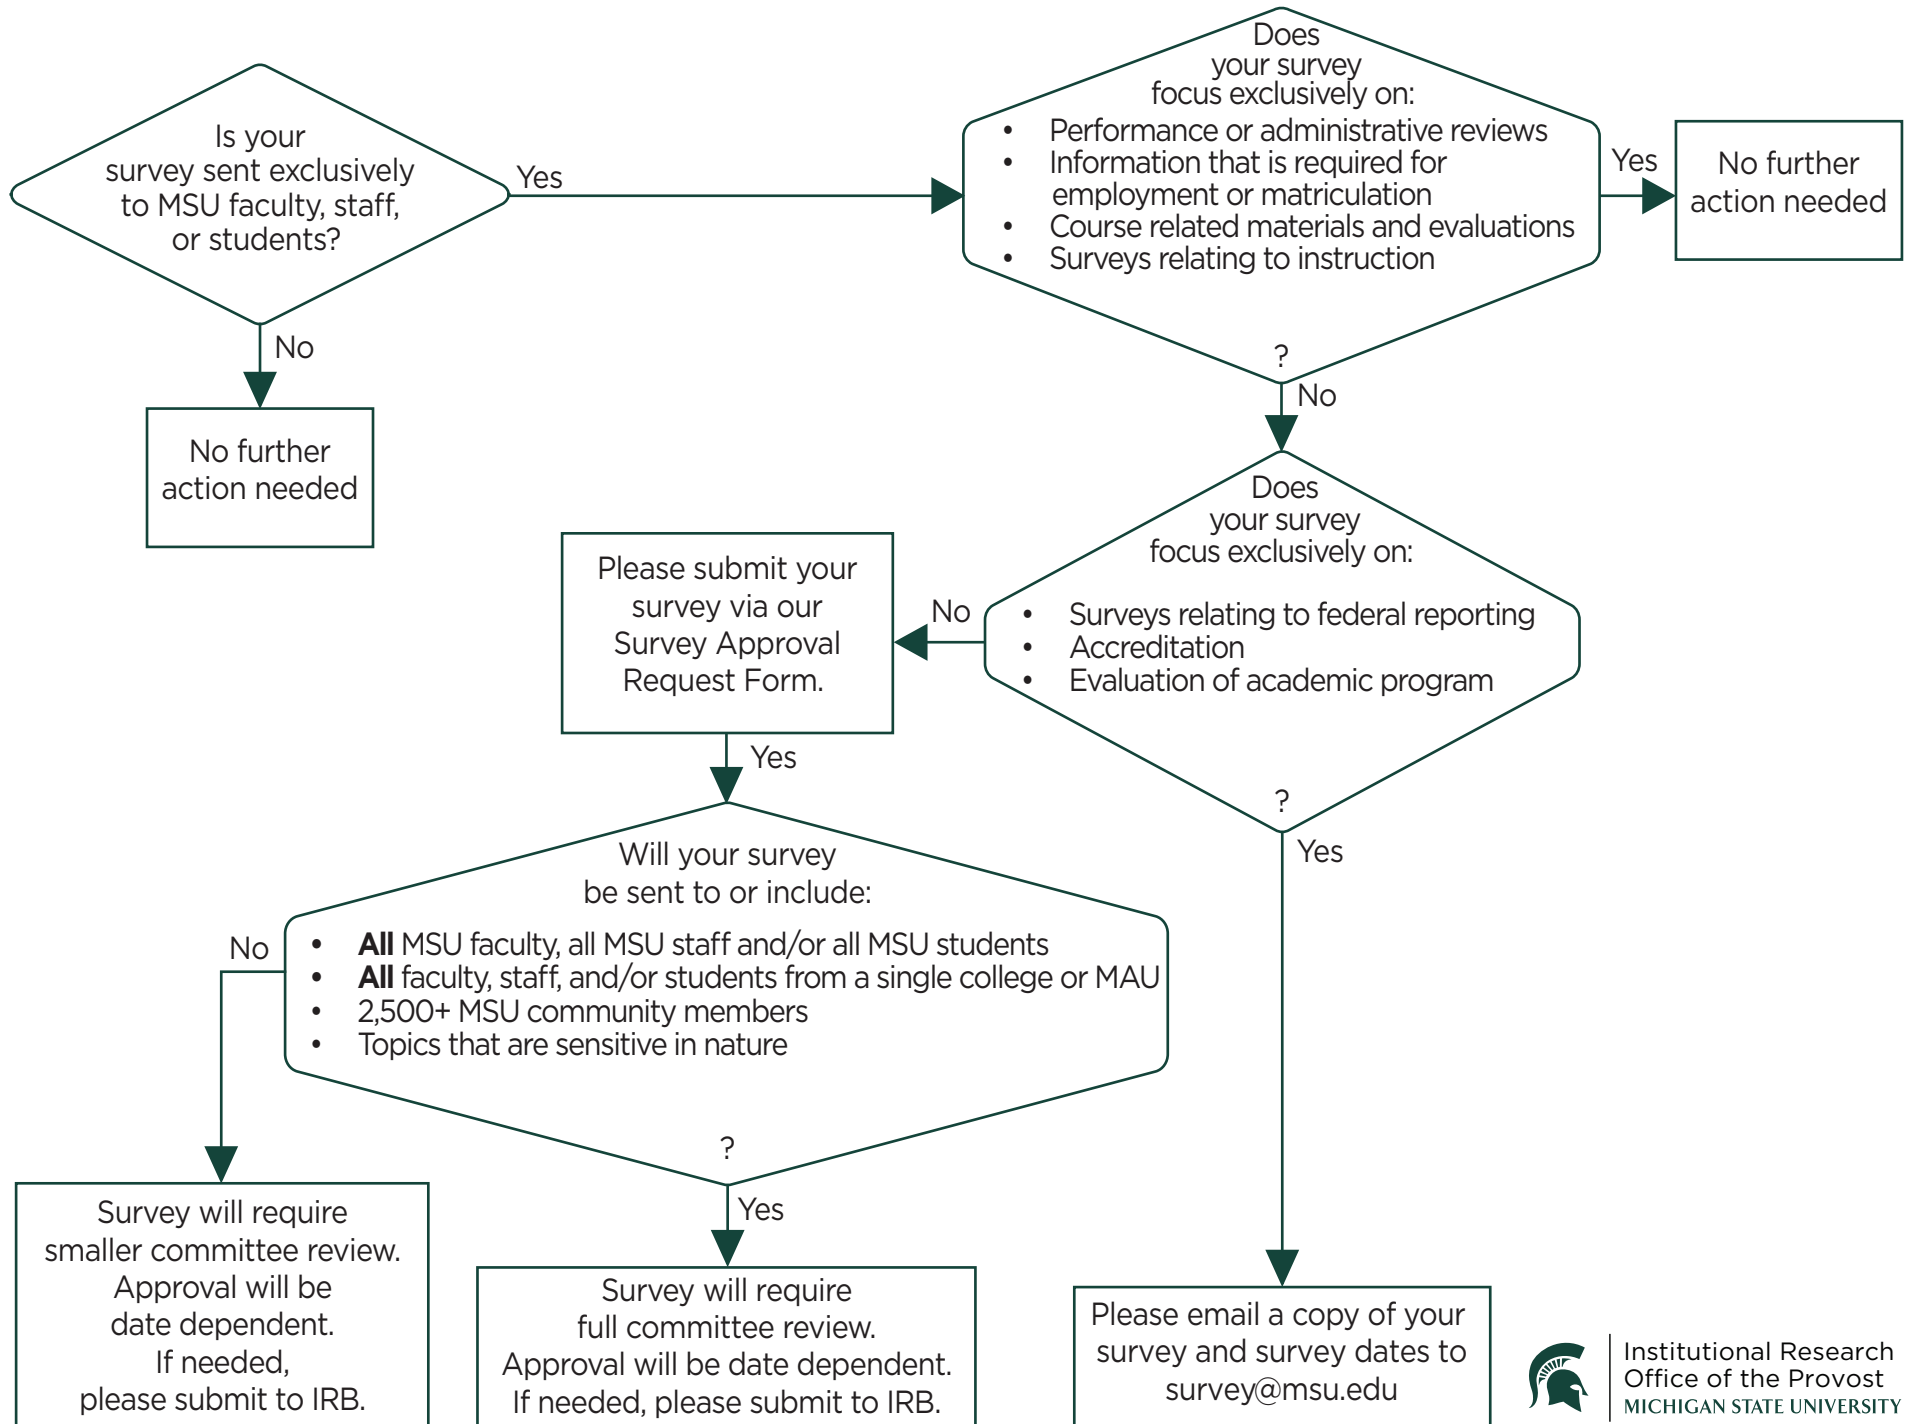 Is your
survey sent exclusively
to MSU faculty, staff,
or students?
Yes
No
No further
action needed
Does
your survey
focus exclusively on:
• Performance or administrative reviews
• Information that is required for
employment or matriculation
• Course related materials and evaluations
• Surveys relating to instruction
?
Yes
No further
action needed
No
Does
your survey
focus exclusively on:
• Surveys relating to federal reporting
• Accreditation
• Evaluation of academic program
?
No
Please submit your
survey via our
Survey Approval
Request Form.
Yes
Will your survey
be sent to or include:
• All MSU faculty, all MSU staff and/or all MSU students
• All faculty, staff, and/or students from a single college or MAU
• 2,500+ MSU community members
• Topics that are sensitive in nature
?
No
Survey will require
smaller committee review.
Approval will be
date dependent.
If needed,
please submit to IRB.
Yes
Survey will require
full committee review.
Approval will be date dependent.
If needed, please submit to IRB.
Yes
Please email a copy of your
survey and survey dates to
survey@msu.edu
Institutional Research
Office of the Provost
MICHIGAN STATE UNIVERSITY